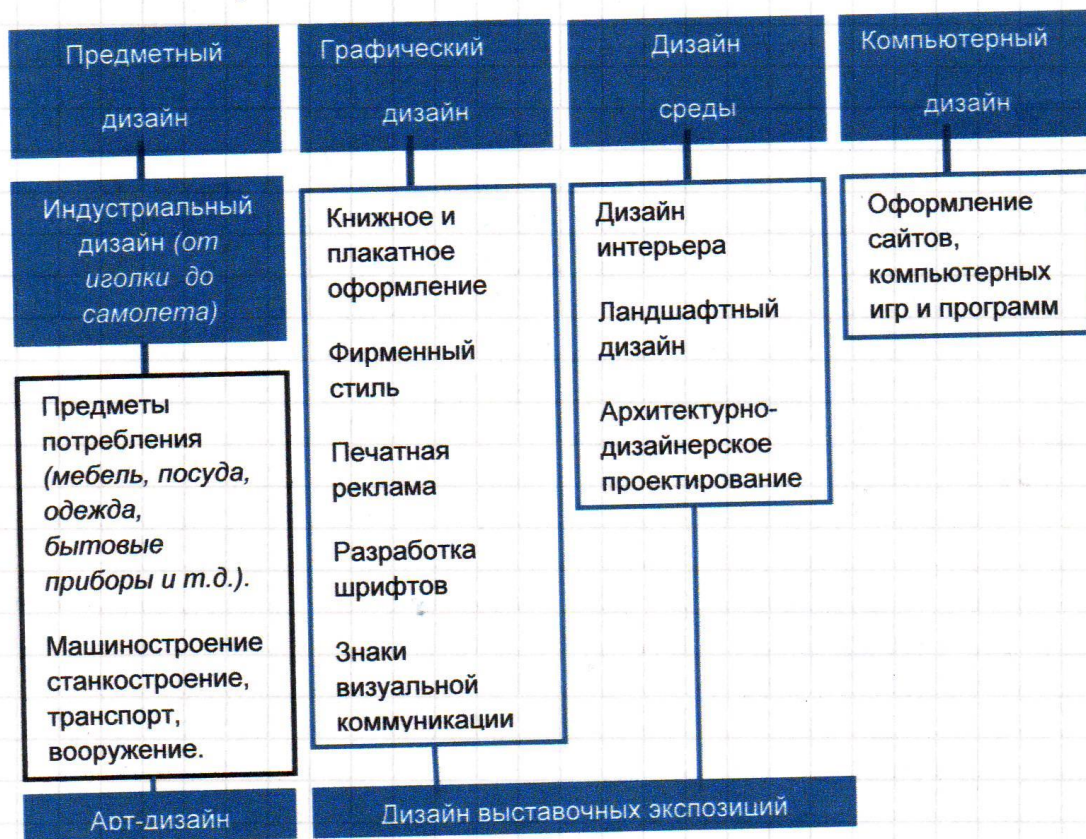 Предметный
дизайн
Индустриальный
дизайн (от
иголки до
самолета)
Предметы
потребления
(мебель, посуда,
одежда,
бытовые
приборы и т.д.).
Машиностроение
станкостроение,
транспорт,
вооружение.
Арт-дизайн
Графический
дизайн
Книжное и
плакатное
оформление
Фирменный
стиль
Печатная
реклама
Разработка
шрифтов
Знаки
визуальной
коммуникации
Дизайн
среды
Дизайн
интерьера
Ландшафтный
дизайн
Архитектурно-
дизайнерское
проектирование
Дизайн выставочных экспозиций
Компьютерный
дизайн
Оформление
сайтов,
компьютерных
игр и программ